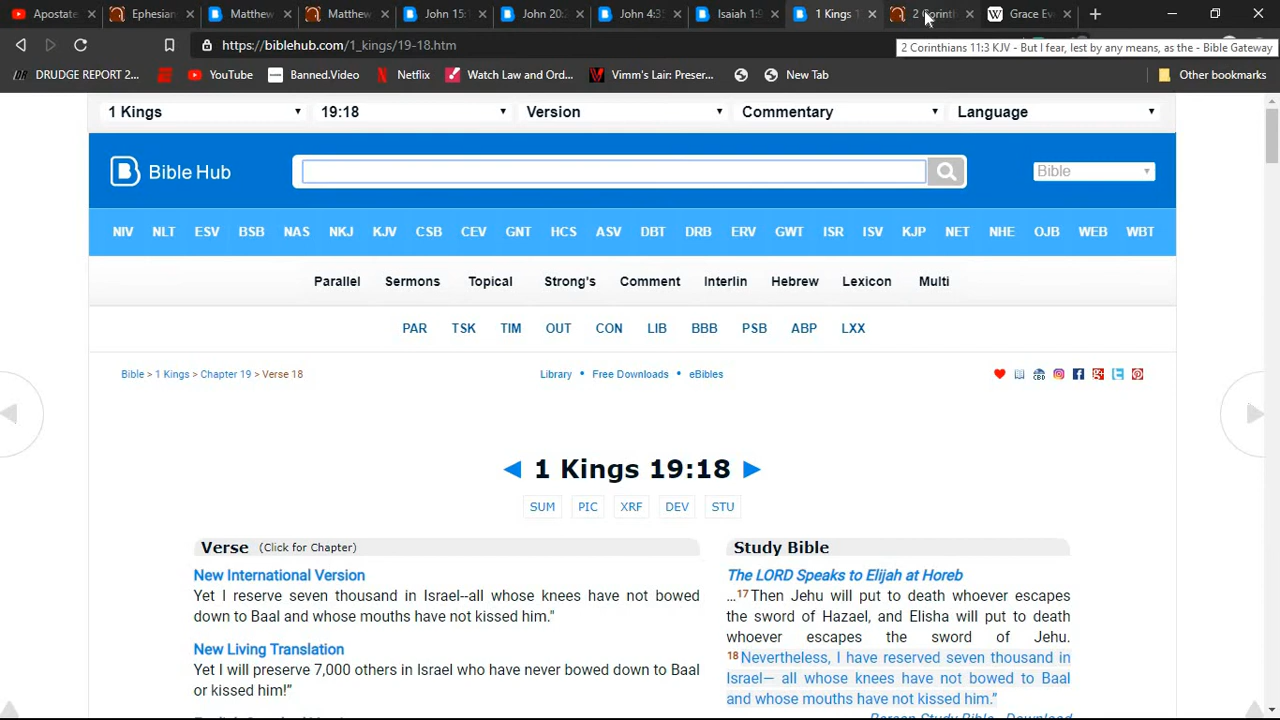 Apostate
Ephesian
Matthew
Matthew
John 15:1
John 20:2
John 4:35
Isaiah 1:9
1 Kings 1
2 Corinth
Grace Eve
https://biblehub.com/1_kings/19-18.htm
2 Corinthians 11:3 KJV - But I fear, lest by any means, as the - Bible Gateway
DRUDGE REPORT 2...
YouTube
Banned.Video
Netflix
Watch Law and Ord...
Vimm's Lair: Preser...
New Tab
Other bookmarks
1 Kings
19:18
Version
Commentary
Language
Bible Hub
Bible
NIV NLT ESV BSB NAS NKJ KJV CSB CEV GNT HCS ASV DBT DRB ERV GWT ISR ISV KJP NET NHE OJB WEB WBT
Parallel Sermons Topical Strong's Comment Interlin Hebrew Lexicon Multi
PAR TSK TIM OUT CON LIB BBB PSB ABP LXX
Bible > 1 Kings > Chapter 19 > Verse 18
Library • Free Downloads • eBibles
◄ 1 Kings 19:18 ►
SUM PIC XRF DEV STU
Verse (Click for Chapter)
New International Version
Yet I reserve seven thousand in Israel--all whose knees have not bowed
down to Baal and whose mouths have not kissed him."
New Living Translation
Yet I will preserve 7,000 others in Israel who have never bowed down to Baal
or kissed him!”
Study Bible
The LORD Speaks to Elijah at Horeb
…17Then Jehu will put to death whoever escapes
the sword of Hazael, and Elisha will put to death
whoever escapes the sword of Jehu.
18Nevertheless, I have reserved seven thousand in
Israel— all whose knees have not bowed to Baal
and whose mouths have not kissed him.”
Berean Study Bible · Download